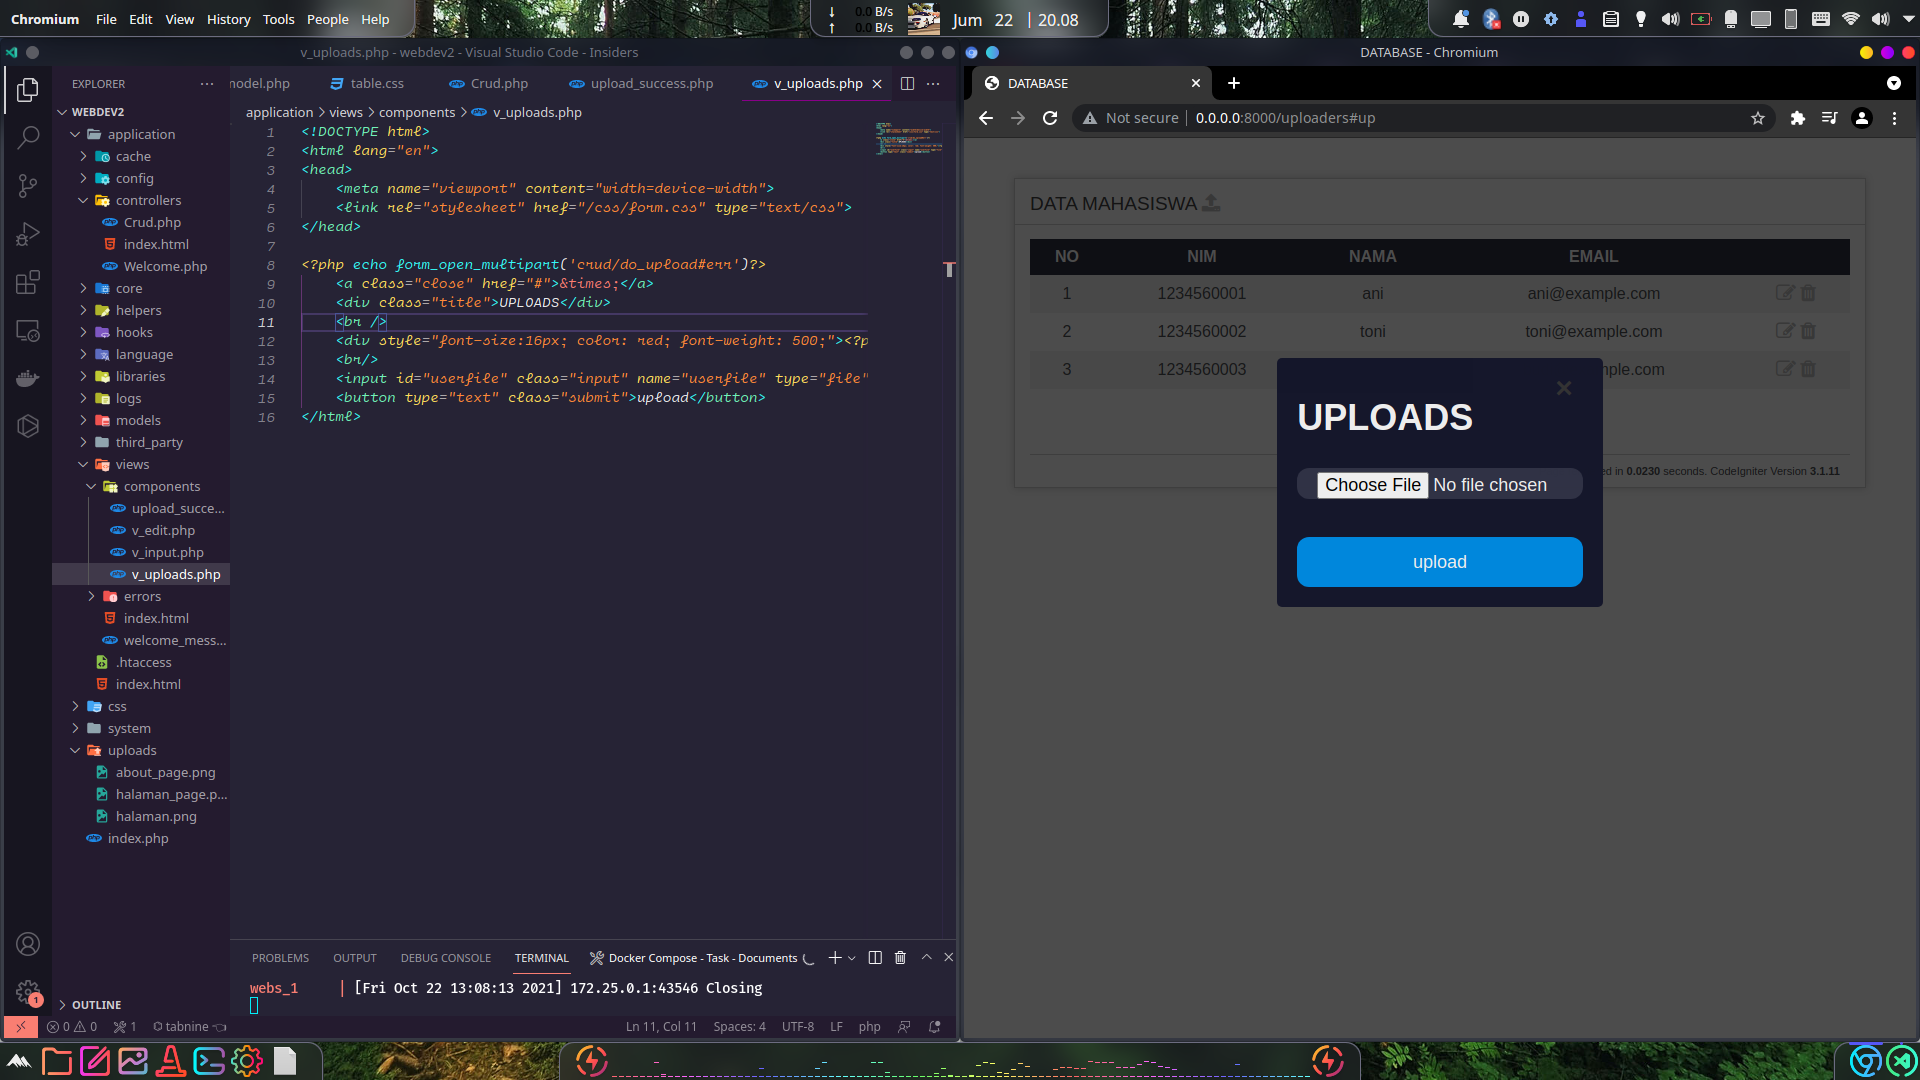 Chromium File Edit View History Tools People Help
0.0 B/s
0.0 B/s
Jum 22 | 20.08
v_uploads.php - webdev2 - Visual Studio Code - Insiders
EXPLORER
WEBDEV2
application
cache
config
controllers
Crud.php
index.html
Welcome.php
core
helpers
hooks
language
libraries
logs
models
third_party
views
components
upload_succe...
v_edit.php
v_input.php
v_uploads.php
errors
index.html
welcome_mess...
.htaccess
index.html
css
system
uploads
about_page.png
halaman_page.p...
halaman.png
index.php
OUTLINE
model.php table.css Crud.php upload_success.php v_uploads.php
application > views > components > v_uploads.php
1 <!DOCTYPE html>
2 <html lang="en">
3 <head>
4 <meta name="viewport" content="width=device-width">
5 <link rel="stylesheet" href="/css/form.css" type="text/css">
6 </head>
7
8 <?php echo form_open_multipart('crud/do_upload#err')?>
9 <a class="close" href="#">&times;</a>
10 <div class="title">UPLOADS</div>
11 <br />
12 <div style="font-size:16px; color: red; font-weight: 500;"><?p
13 <br/>
14 <input id="userfile" class="input" name="userfile" type="file"
15 <button type="text" class="submit">upload</button>
16 </html>
PROBLEMS OUTPUT DEBUG CONSOLE TERMINAL Docker Compose - Task - Documents
webs_1 | [Fri Oct 22 13:08:13 2021] 172.25.0.1:43546 Closing
1
0 0 1 tabnine Ln 11, Col 11 Spaces: 4 UTF-8 LF php
DATABASE - Chromium
DATABASE
Not secure | 0.0.0.0:8000/uploaders#up
DATA MAHASISWA
NO NIM NAMA EMAIL
1 1234560001 ani ani@example.com
2 1234560002 toni toni@example.com
3 1234560003 mple.com
×
UPLOADS
Choose File No file chosen
upload
ed in 0.0230 seconds. CodeIgniter Version 3.1.11